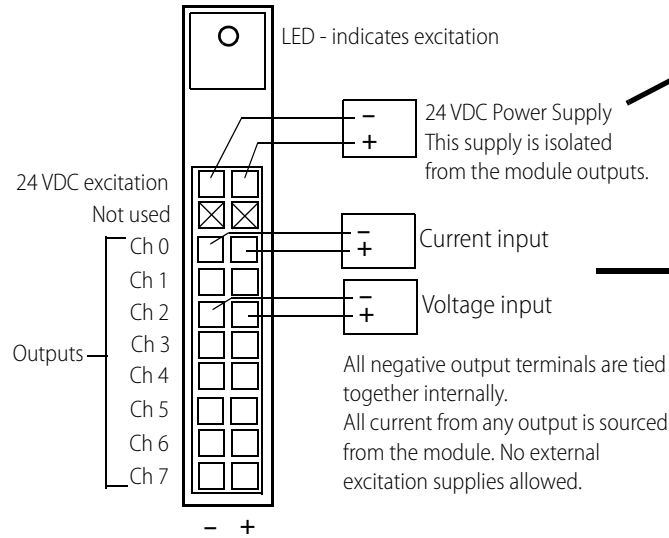 LED - indicates excitation
–
+
24 VDC Power Supply
This supply is isolated
from the module outputs.
24 VDC excitation
Not used
Ch 0
Ch 1
Ch 2
Ch 3
Ch 4
Ch 5
Ch 6
Ch 7
Outputs
–
+
Current input
–
+
Voltage input
All negative output terminals are tied
together internally.
All current from any output is sourced
from the module. No external
excitation supplies allowed.
– +